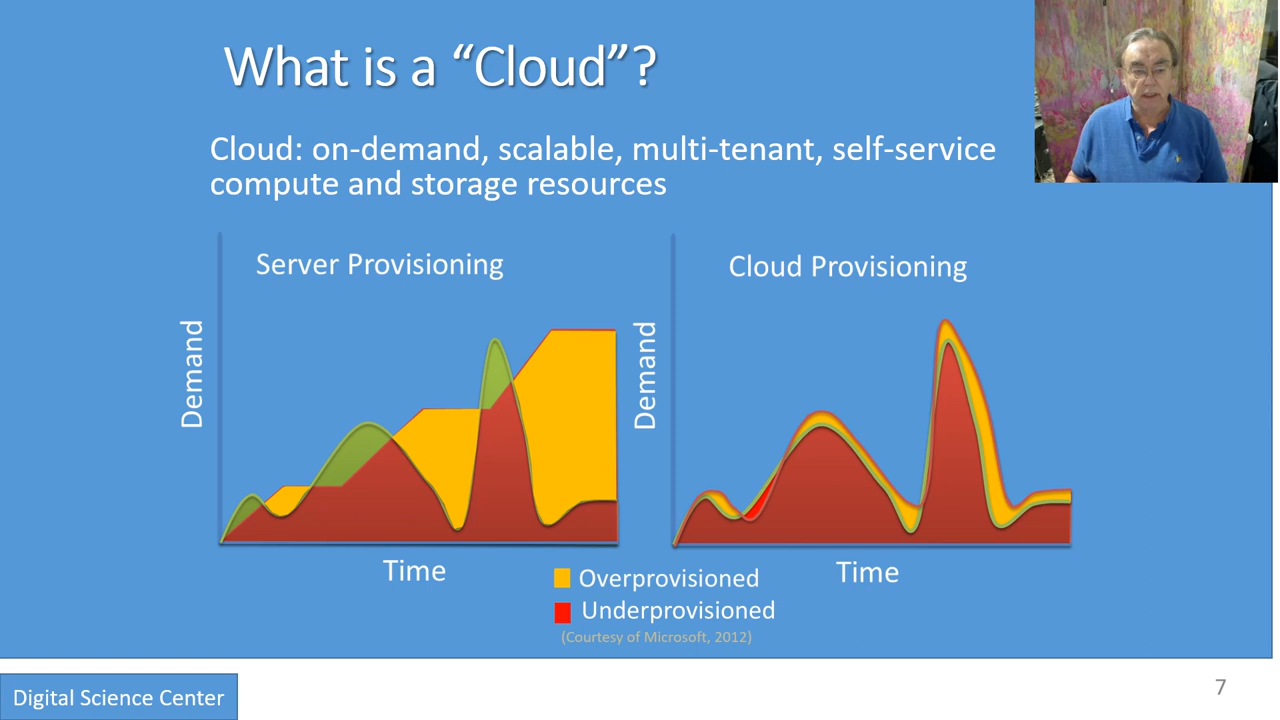 What is a “Cloud”?
Cloud: on-demand, scalable, multi-tenant, self-service
compute and storage resources
Server Provisioning
Cloud Provisioning
Demand
Demand
Time
Time
Overprovisioned
Underprovisioned
(Courtesy of Microsoft, 2012)
Digital Science Center
7